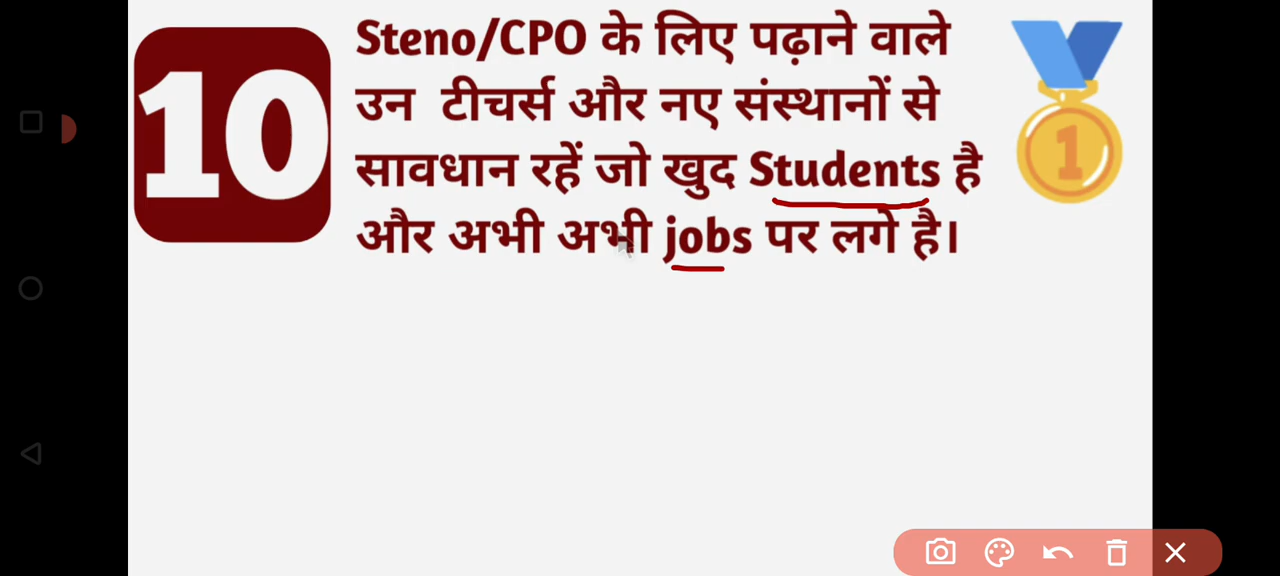 10
Steno/CPO के लिए पढ़ाने वाले
उन टीचर्स और नए संस्थानों से
सावधान रहें जो खुद Students है
और अभी अभी jobs पर लगे है।
1